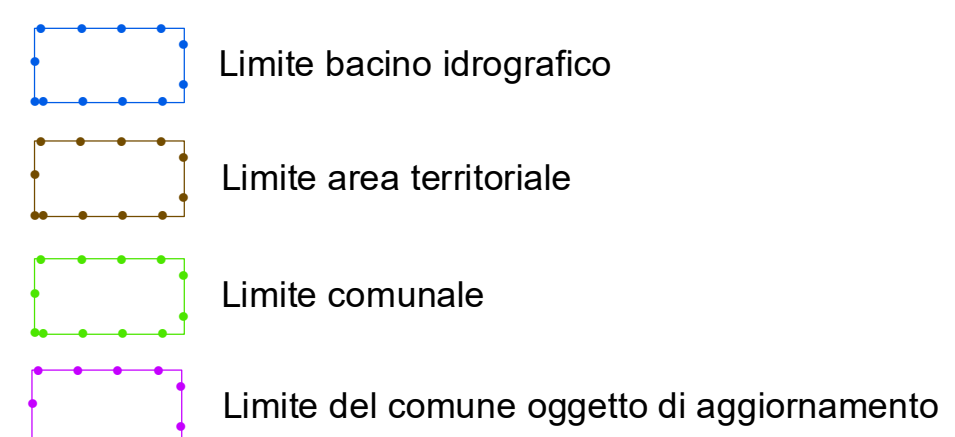 Limite bacino idrografico
Limite area territoriale
Limite comunale
Limite del comune oggetto di aggiornamento